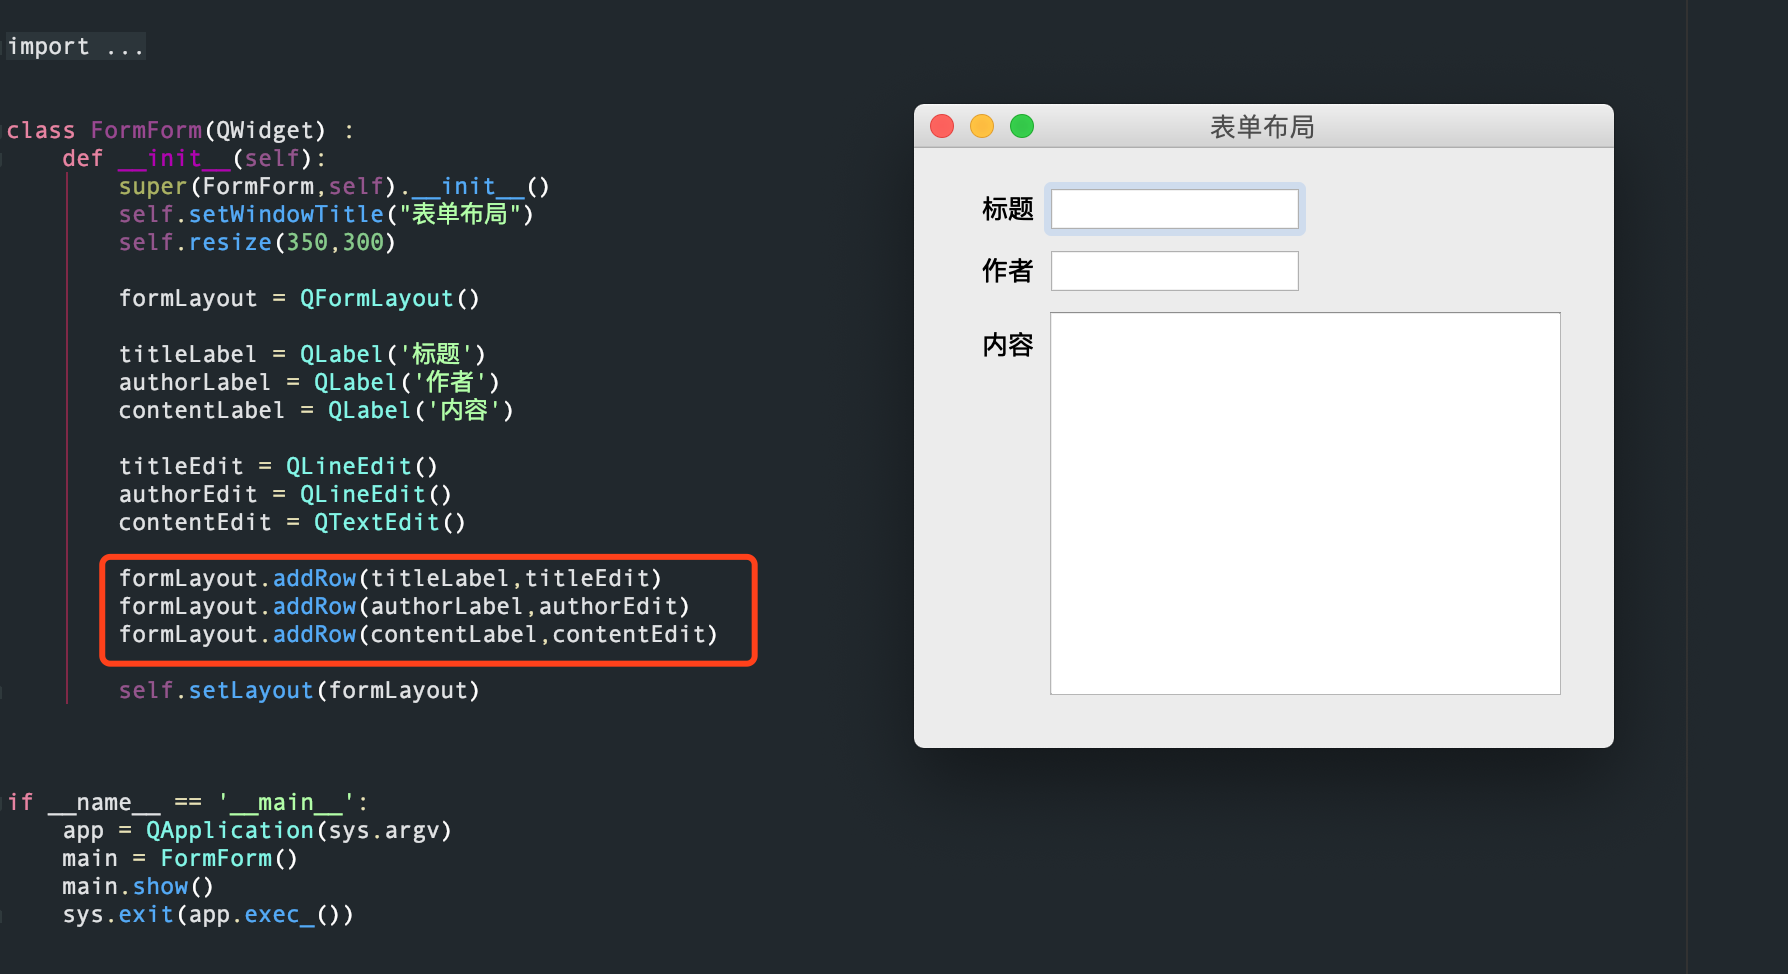 import ...
class FormForm(QWidget) :
def __init__(self):
super(FormForm,self).__init__()
self.setWindowTitle("表单布局")
self.resize(350,300)
formLayout = QFormLayout()
titleLabel = QLabel('标题')
authorLabel = QLabel('作者')
contentLabel = QLabel('内容')
titleEdit = QLineEdit()
authorEdit = QLineEdit()
contentEdit = QTextEdit()
formLayout.addRow(titleLabel,titleEdit)
formLayout.addRow(authorLabel,authorEdit)
formLayout.addRow(contentLabel,contentEdit)
self.setLayout(formLayout)
if __name__ == '__main__':
app = QApplication(sys.argv)
main = FormForm()
main.show()
sys.exit(app.exec_())
表单布局
标题
作者
内容